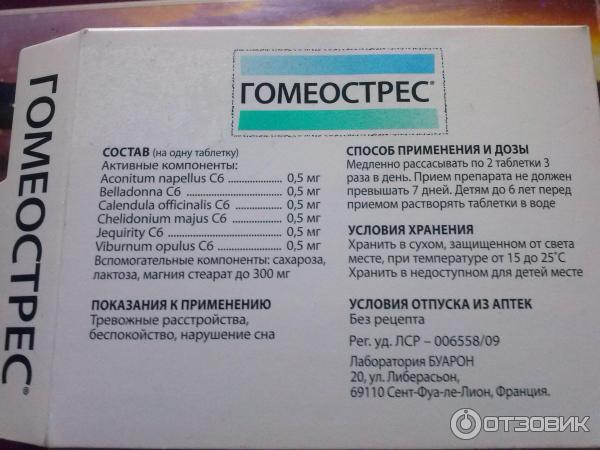 ГОМЕОСТРЕС®
ГОМЕОСТРЕС®
СОСТАВ (на одну таблетку)
Активные компоненты:
Aconitum napellus C6 .................. 0,5 мг
Belladonna C6 ............................... 0,5 мг
Calendula officinalis C6 ............... 0,5 мг
Chelidonium majus C6 ................ 0,5 мг
Jequirity C6 ................................... 0,5 мг
Viburnum opulus C6 ................... 0,5 мг
Вспомогательные компоненты: сахароза,
лактоза, магния стеарат до 300 мг
ПОКАЗАНИЯ К ПРИМЕНЕНИЮ
Тревожные расстройства,
беспокойство, нарушение сна
СПОСОБ ПРИМЕНЕНИЯ И ДОЗЫ
Медленно рассасывать по 2 таблетки 3
раза в день. Прием препарата не должен
превышать 7 дней. Детям до 6 лет перед
приемом растворять таблетки в воде
УСЛОВИЯ ХРАНЕНИЯ
Хранить в сухом, защищенном от света
месте, при температуре от 15 до 25˚C
Хранить в недоступном для детей месте
УСЛОВИЯ ОТПУСКА ИЗ АПТЕК
Без рецепта
Рег. уд. ЛСР – 006558/09
Лаборатория БУАРОН
20, ул. Либерасьон,
69110 Сент-Фуа-ле-Лион, Франция.
ОТЗОВИК